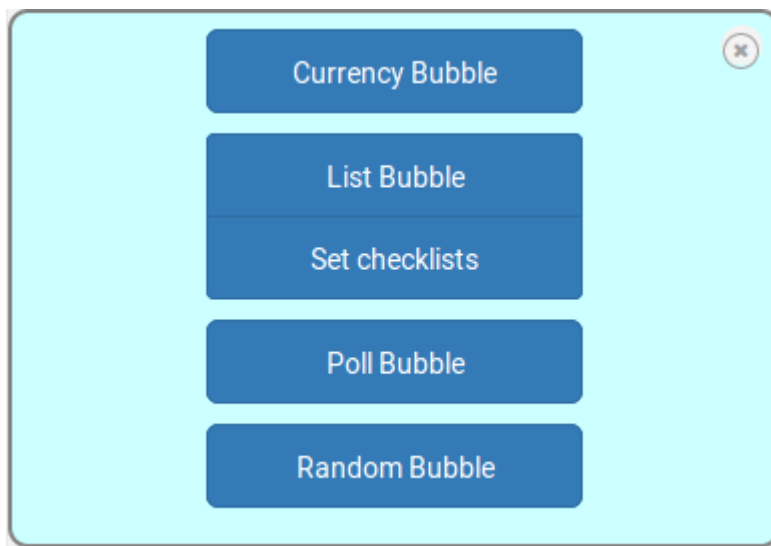 Currency Bubble
List Bubble
Set checklists
Poll Bubble
Random Bubble